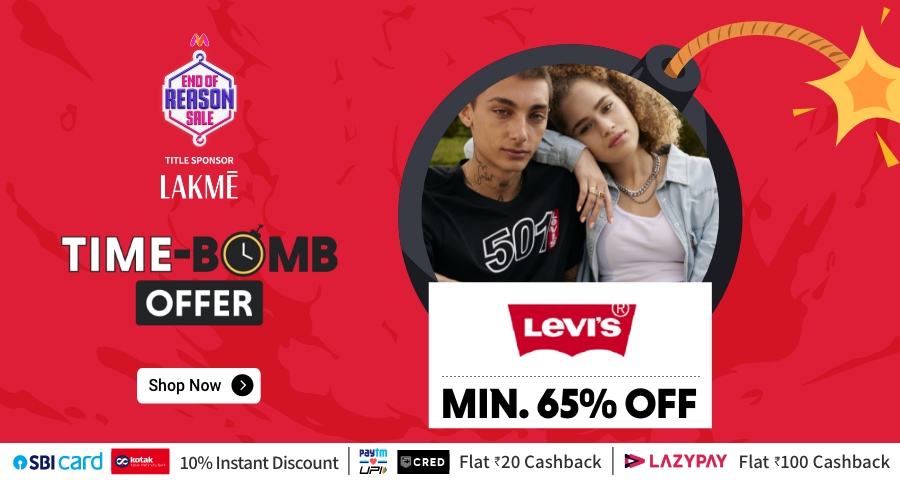 END OF
REASON
SALE
TITLE SPONSOR
LAKMĒ
TIME-BOMB
OFFER
Shop Now
501
LEVI'S
Levi's®
MIN. 65% OFF
SBI card
kotak
10% Instant Discount
paytm
UPI
CRED
Flat ₹20 Cashback
LAZYPAY
Flat ₹100 Cashback